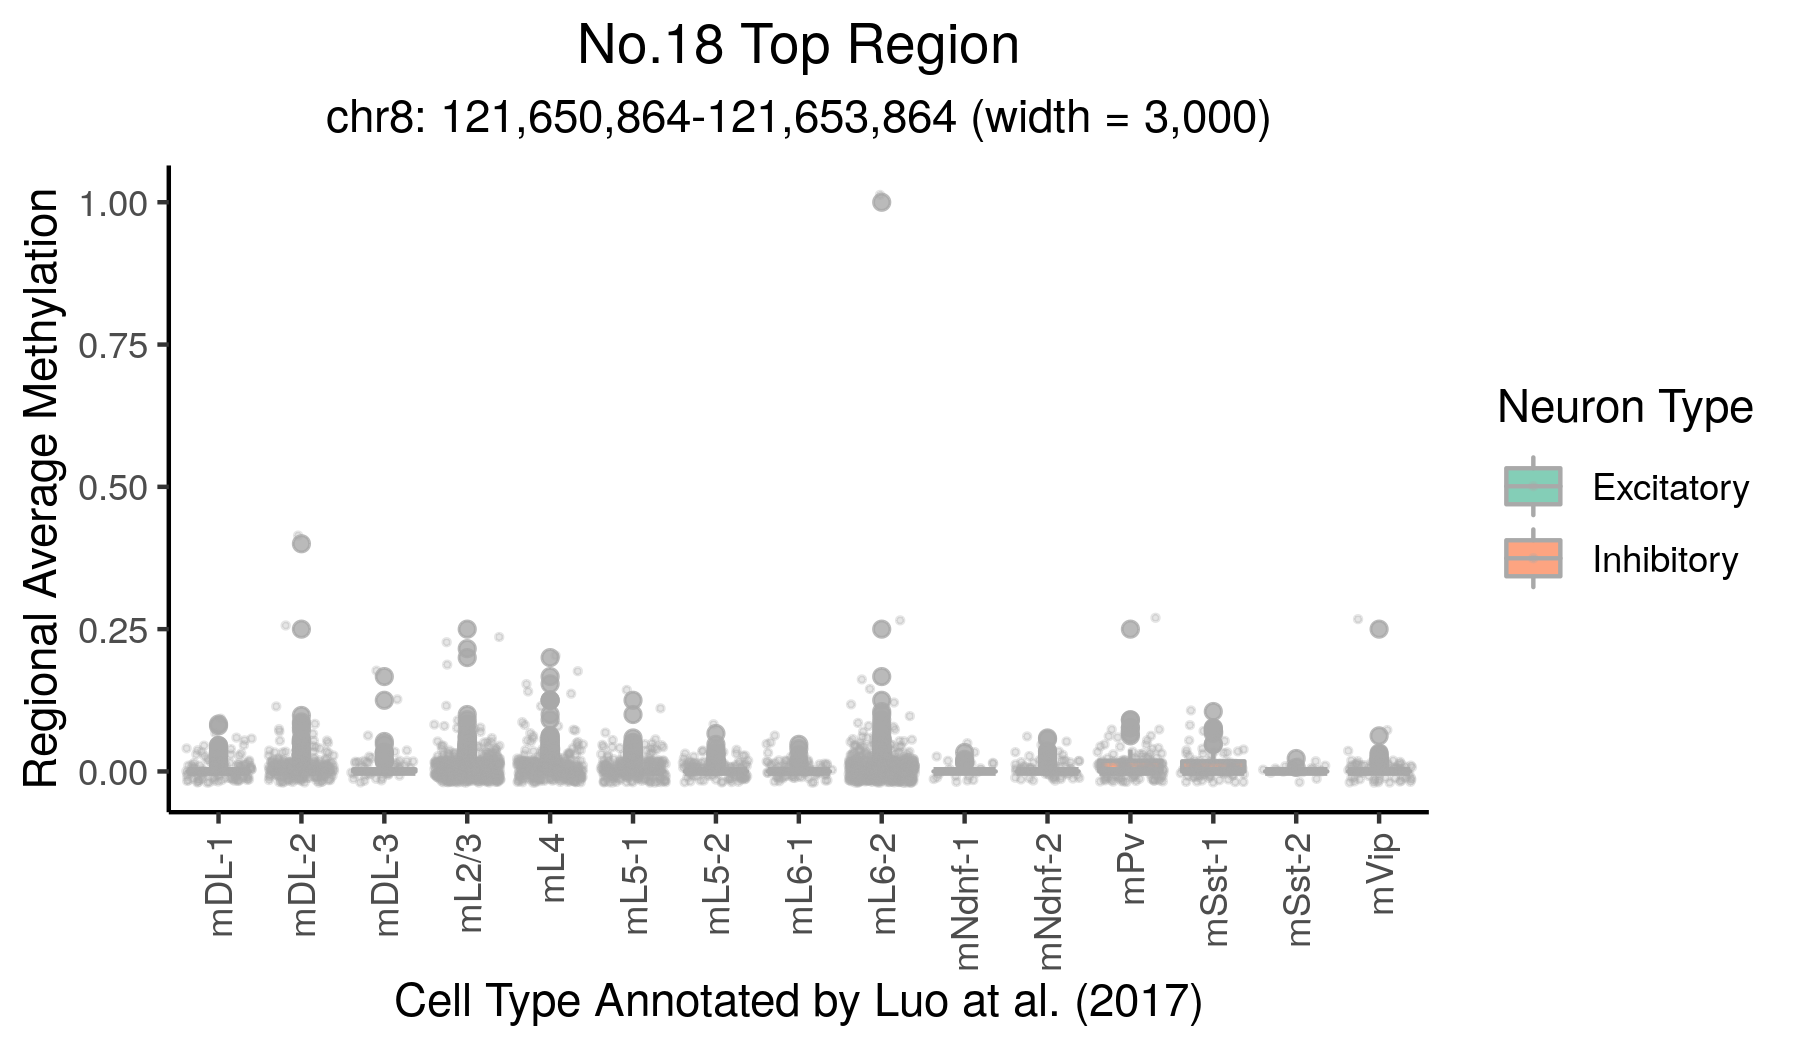 No.18 Top Region
chr8: 121,650,864-121,653,864 (width = 3,000)
Regional Average Methylation
1.00
0.75
0.50
0.25
0.00
mDL-1
mDL-2
mDL-3
mL2/3
mL4
mL5-1
mL5-2
mL6-1
mL6-2
mNdnf-1
mNdnf-2
mPv
mSst-1
mSst-2
mVip
Cell Type Annotated by Luo at al. (2017)
Neuron Type
Excitatory
Inhibitory